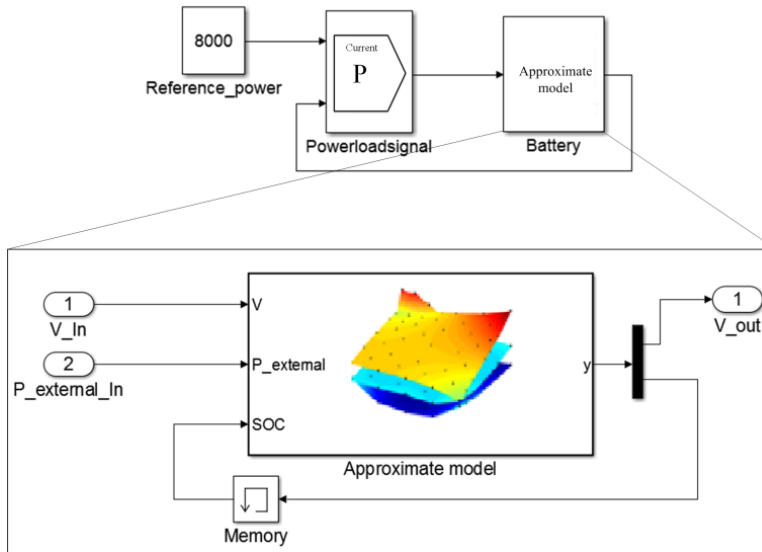 8000
Reference_power
Current
P
Powerloadsignal
Approximate
model
Battery
1
V_In
2
P_external_In
V
P_external
SOC
y
Approximate model
Memory
1
V_out